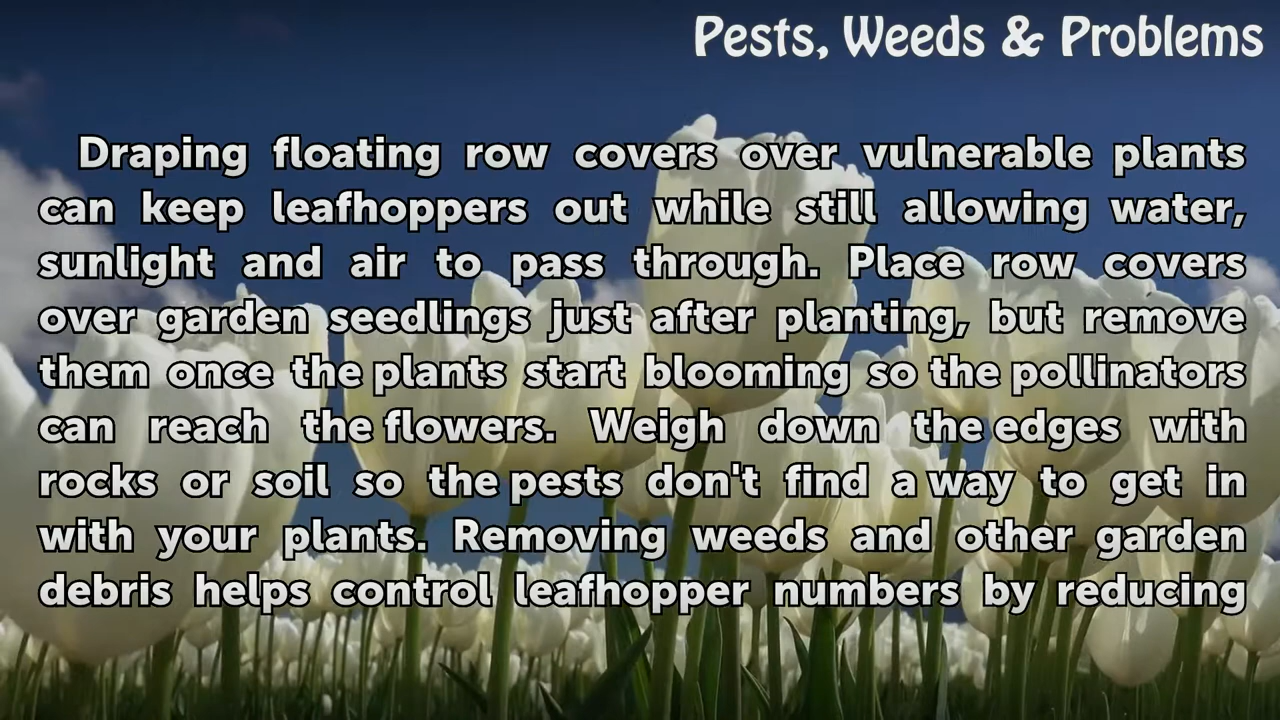 Pests, Weeds & Problems
Draping floating row covers over vulnerable plants
can keep leafhoppers out while still allowing water,
sunlight and air to pass through. Place row covers
over garden seedlings just after planting, but remove
them once the plants start blooming so the pollinators
can reach the flowers. Weigh down the edges with
rocks or soil so the pests don't find a way to get in
with your plants. Removing weeds and other garden
debris helps control leafhopper numbers by reducing